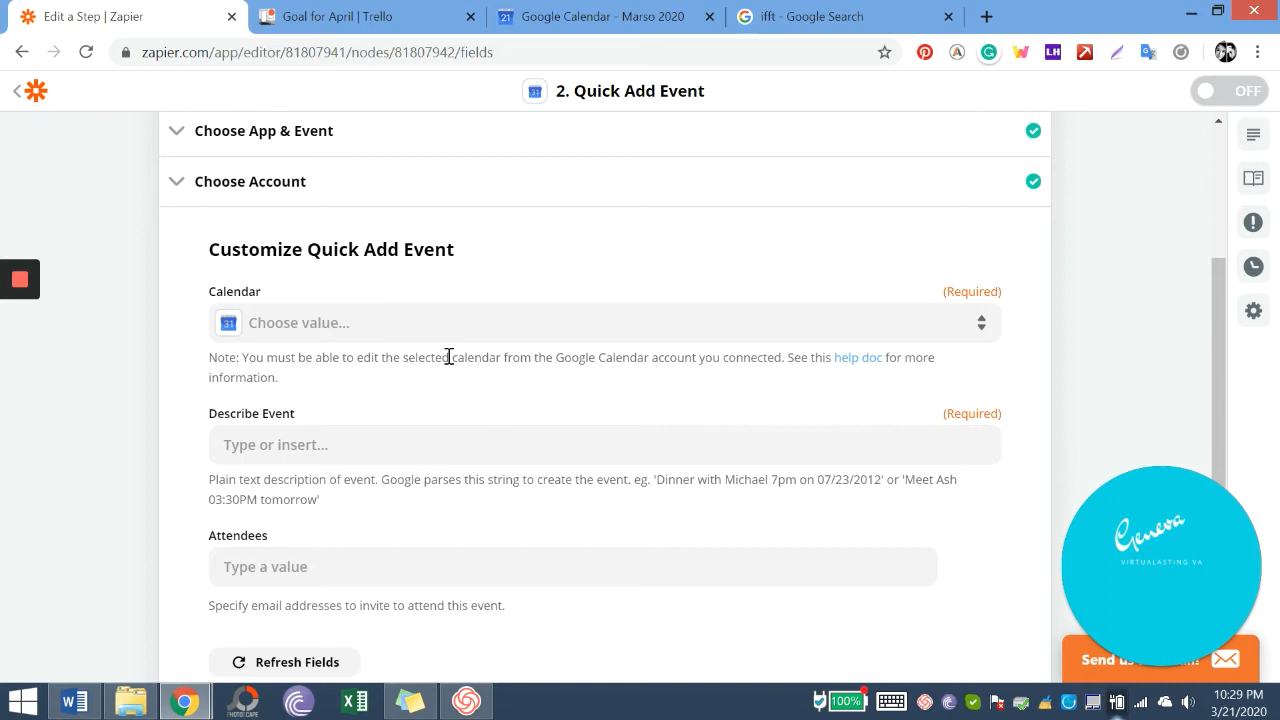 Edit a Step | Zapier
Goal for April | Trello
Google Calendar - Marso 2020
ifft - Google Search
zapier.com/app/editor/81807941/nodes/81807942/fields
2. Quick Add Event
OFF
Choose App & Event
Choose Account
Customize Quick Add Event
Calendar
(Required)
31
Choose value...
Note: You must be able to edit the selected calendar from the Google Calendar account you connected. See this help doc for more
information.
Describe Event
(Required)
Type or insert...
Plain text description of event. Google parses this string to create the event. eg. 'Dinner with Michael 7pm on 07/23/2012' or 'Meet Ash
03:30PM tomorrow'
Attendees
Type a value
Specify email addresses to invite to attend this event.
Refresh Fields
Geneva
VIRTUALASTING VA
Send us
100%
10:29 PM
3/21/2020